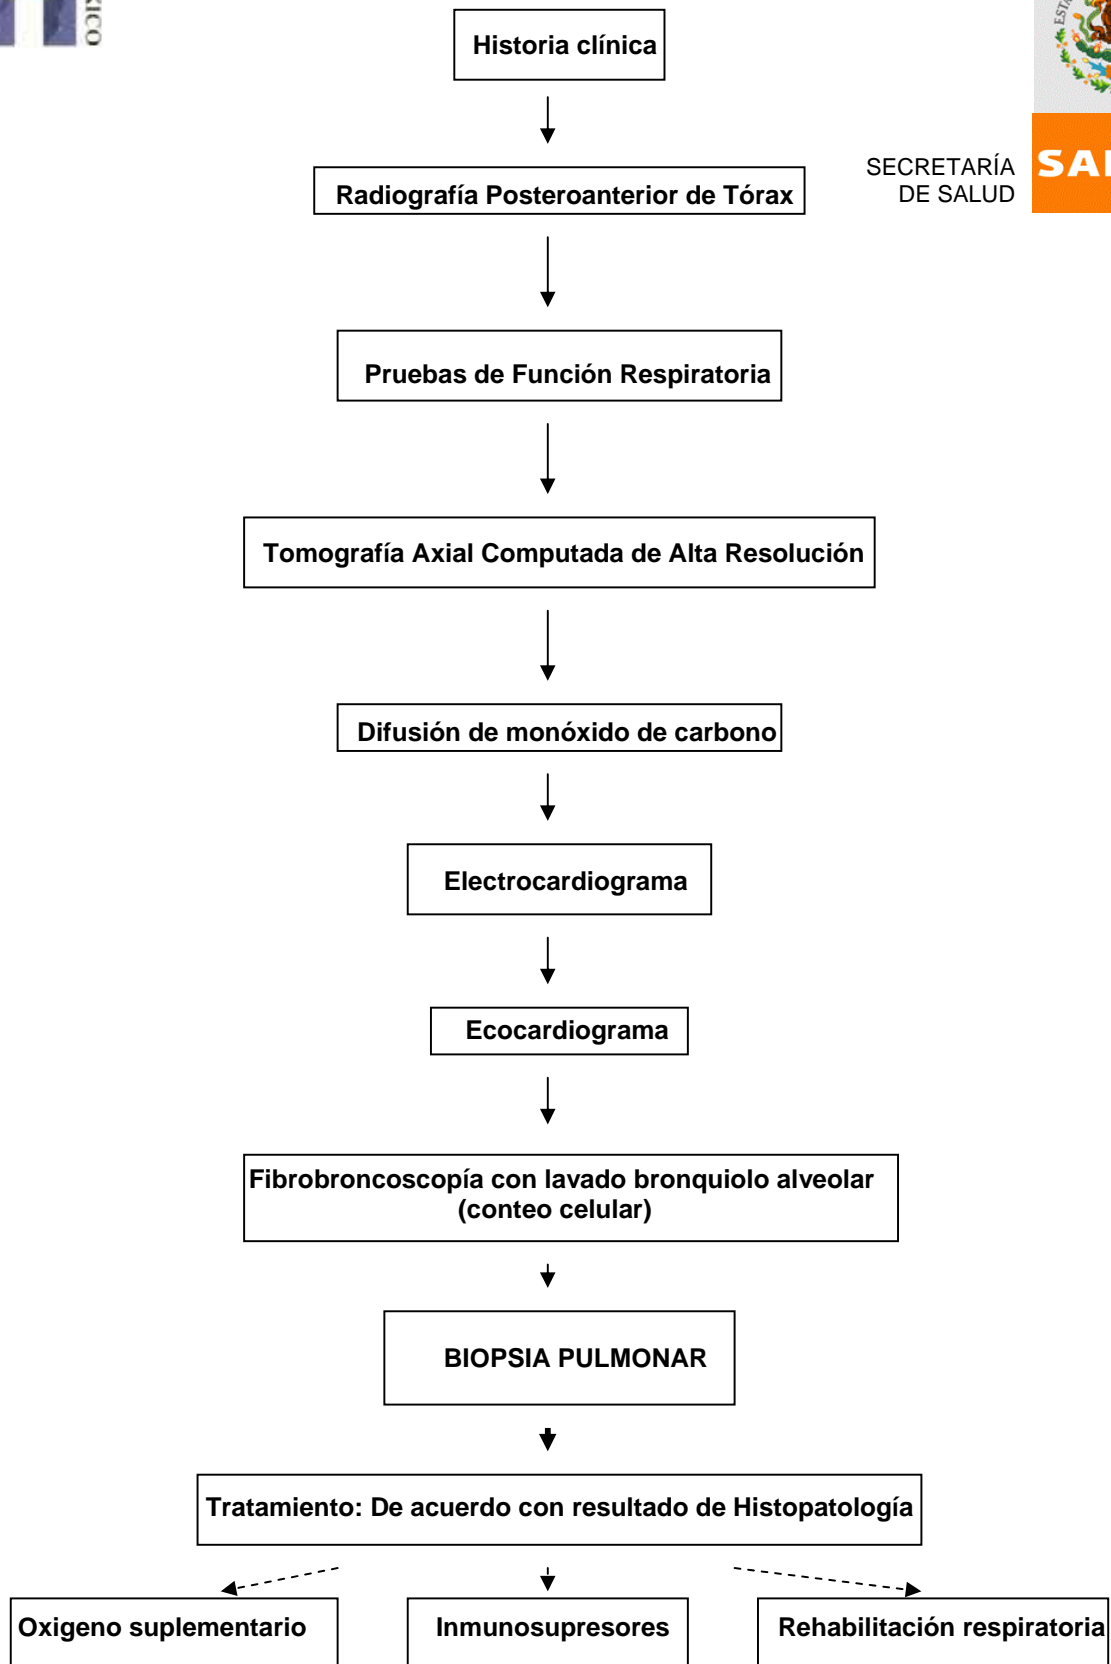 Historia clínica
SECRETARÍA
DE SALUD
Radiografía Posteroanterior de Tórax
Pruebas de Función Respiratoria
Tomografía Axial Computada de Alta Resolución
Difusión de monóxido de carbono
Electrocardiograma
Ecocardiograma
Fibrobroncoscopía con lavado bronquiolo alveolar
(conteo celular)
BIOPSIA PULMONAR
Tratamiento: De acuerdo con resultado de Histopatología
Oxigeno suplementario
Inmunosupresores
Rehabilitación respiratoria